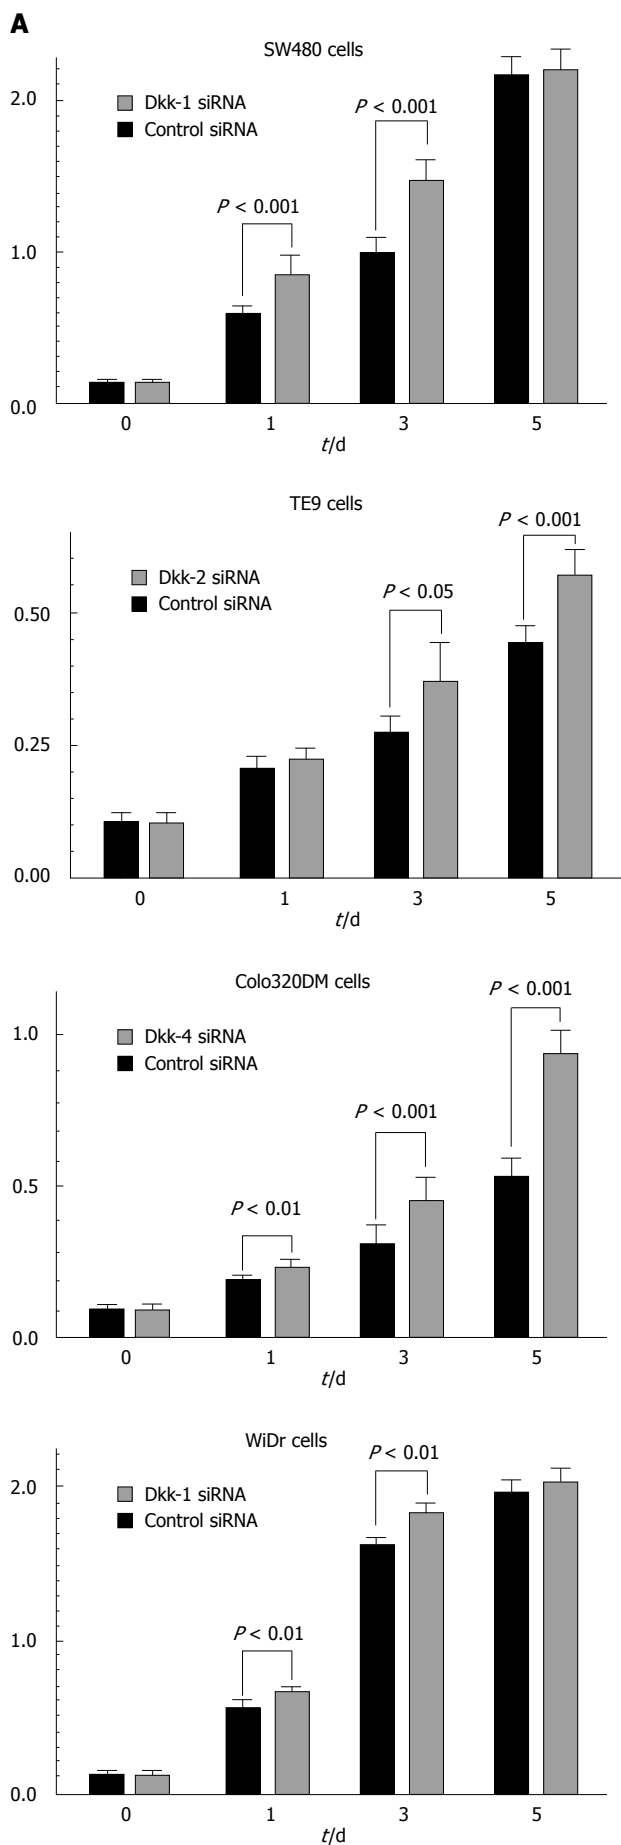 A
SW480 cells
Dkk-1 siRNA
Control siRNA
P < 0.001
P < 0.001
2.0
1.0
0.0
0 1 3 5
t/d
TE9 cells
Dkk-2 siRNA
Control siRNA
P < 0.05
P < 0.001
0.50
0.25
0.00
0 1 3 5
t/d
Colo320DM cells
Dkk-4 siRNA
Control siRNA
P < 0.01
P < 0.001
P < 0.001
1.0
0.5
0.0
0 1 3 5
t/d
WiDr cells
Dkk-1 siRNA
Control siRNA
P < 0.01
P < 0.01
2.0
1.0
0.0
0 1 3 5
t/d